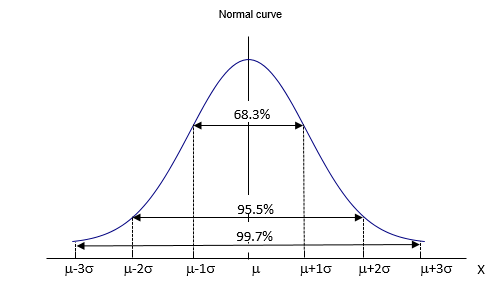 Normal curve
68.3%
95.5%
99.7%
μ-3σ μ-2σ μ-1σ μ μ+1σ μ+2σ μ+3σ X